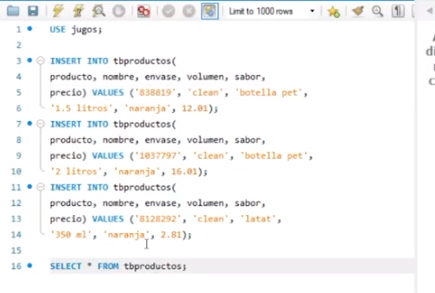 Limit to 1000 rows
1 USE jugos;
2
3 INSERT INTO tbproductos(
4 producto, nombre, envase, volumen, sabor,
5 precio) VALUES ('838819', 'clean', 'botella pet',
6 '1.5 litros', 'naranja', 12.01);
7 INSERT INTO tbproductos(
8 producto, nombre, envase, volumen, sabor,
9 precio) VALUES ('1037797', 'clean', 'botella pet',
10 '2 litros', 'naranja', 16.01);
11 INSERT INTO tbproductos(
12 producto, nombre, envase, volumen, sabor,
13 precio) VALUES ('8128292', 'clean', 'latat',
14 '350 ml', 'naranja', 2.81);
15
16 SELECT * FROM tbproductos;